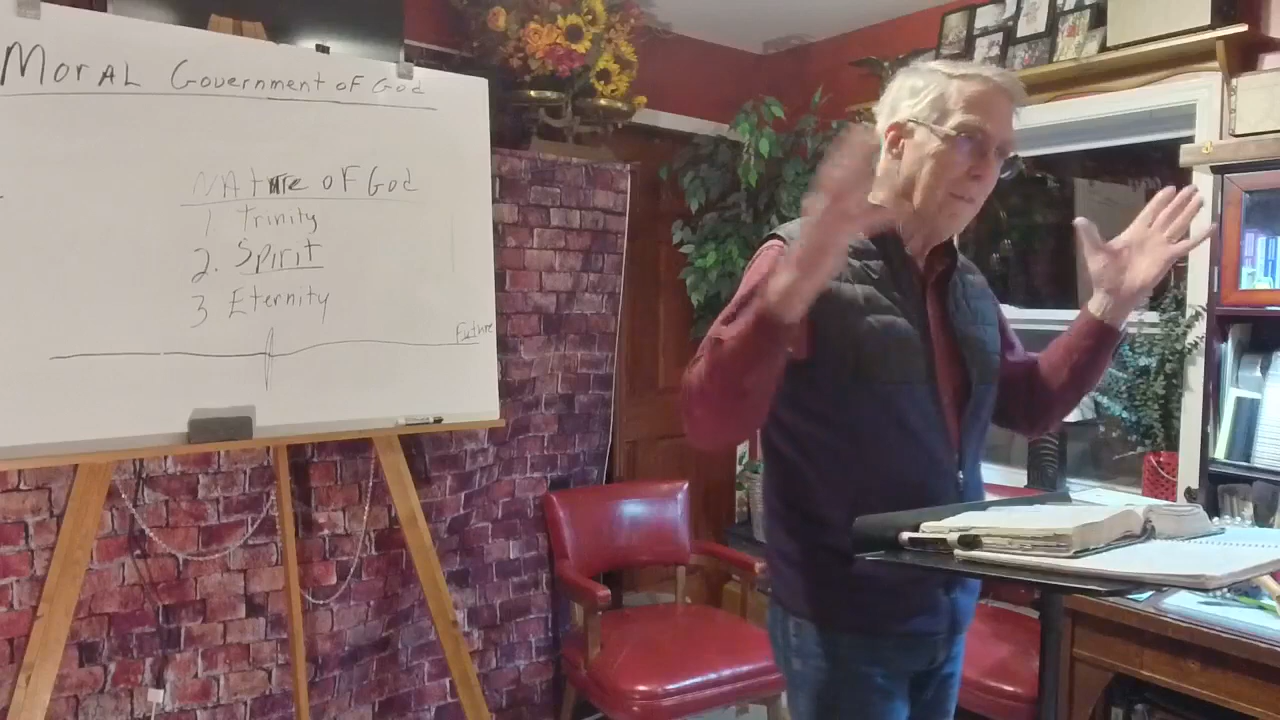 Moral Government of God
Nature of God
1 Trinity
2. Spirit
3 Eternity
Future